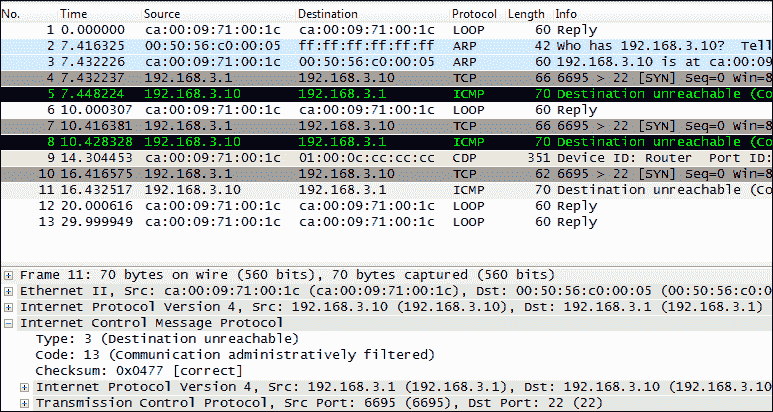 No. Time Source Destination Protocol Length Info
1 0.000000 ca:00:09:71:00:1c ca:00:09:71:00:1c LOOP 60 Reply
2 7.416325 00:50:56:c0:00:05 ff:ff:ff:ff:ff:ff ARP 42 Who has 192.168.3.10? Tell
3 7.432226 ca:00:09:71:00:1c 00:50:56:c0:00:05 ARP 60 192.168.3.10 is at ca:00:09
4 7.432237 192.168.3.1 192.168.3.10 TCP 66 6695 > 22 [SYN] Seq=0 Win=8
5 7.448224 192.168.3.10 192.168.3.1 ICMP 70 Destination unreachable (Co
6 10.000307 ca:00:09:71:00:1c ca:00:09:71:00:1c LOOP 60 Reply
7 10.416381 192.168.3.1 192.168.3.10 TCP 66 6695 > 22 [SYN] Seq=0 Win=8
8 10.428328 192.168.3.10 192.168.3.1 ICMP 70 Destination unreachable (Co
9 14.304453 ca:00:09:71:00:1c 01:00:0c:cc:cc:cc CDP 351 Device ID: Router Port ID:
10 16.416575 192.168.3.1 192.168.3.10 TCP 62 6695 > 22 [SYN] Seq=0 Win=8
11 16.432517 192.168.3.10 192.168.3.1 ICMP 70 Destination unreachable (Co
12 20.000616 ca:00:09:71:00:1c ca:00:09:71:00:1c LOOP 60 Reply
13 29.999949 ca:00:09:71:00:1c ca:00:09:71:00:1c LOOP 60 Reply
Frame 11: 70 bytes on wire (560 bits), 70 bytes captured (560 bits)
Ethernet II, Src: ca:00:09:71:00:1c (ca:00:09:71:00:1c), Dst: 00:50:56:c0:00:05 (00:50:56:c0:0
Internet Protocol Version 4, Src: 192.168.3.10 (192.168.3.10), Dst: 192.168.3.1 (192.168.3.1)
Internet Control Message Protocol
Type: 3 (Destination unreachable)
Code: 13 (Communication administratively filtered)
Checksum: 0x0477 [correct]
Internet Protocol Version 4, Src: 192.168.3.1 (192.168.3.1), Dst: 192.168.3.10 (192.168.3.10
Transmission Control Protocol, Src Port: 6695 (6695), Dst Port: 22 (22)